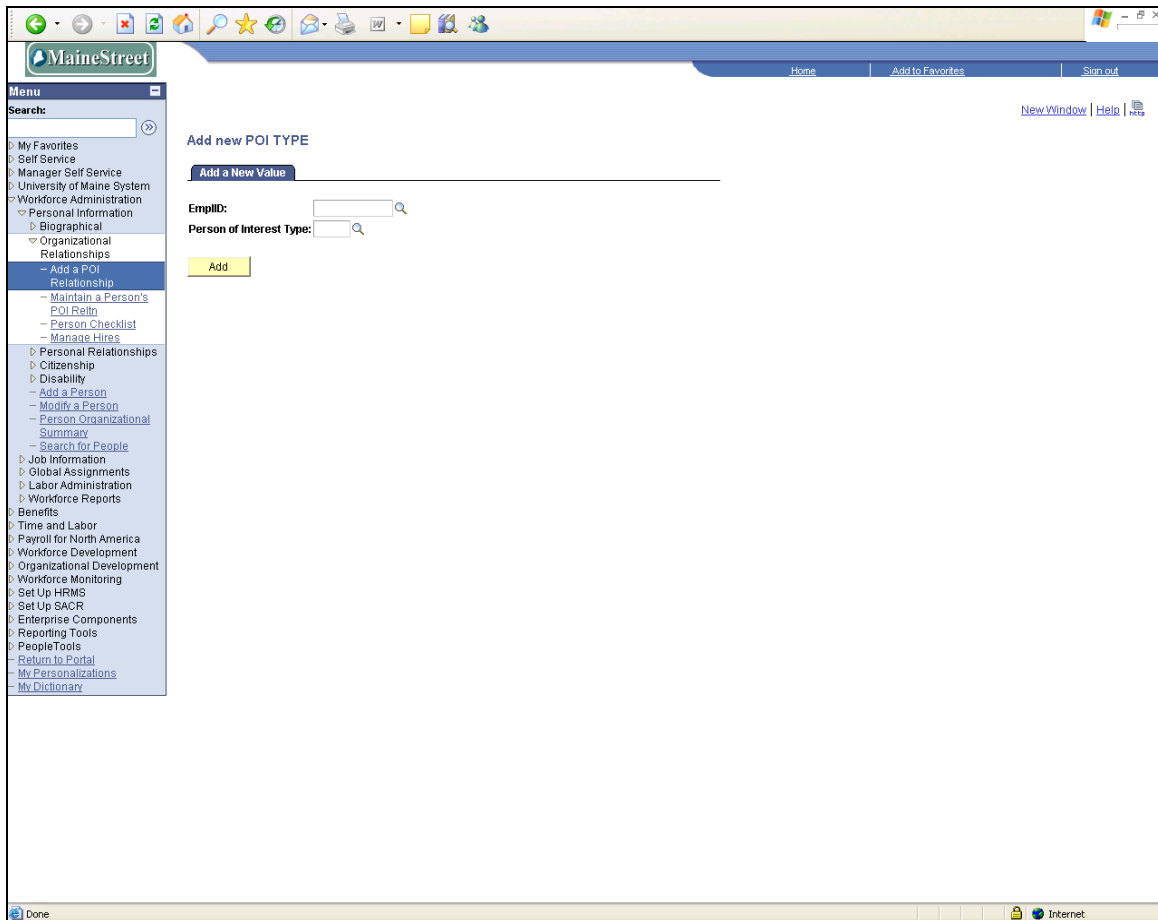 MaineStreet
Home
Add to Favorites
Sign out
Menu
Search:
New Window | Help |
http
Add new POI TYPE
Add a New Value
EmplID:
Person of Interest Type:
Add
My Favorites
Self Service
Manager Self Service
University of Maine System
Workforce Administration
Personal Information
Biographical
Organizational
Relationships
– Add a POI
Relationship
– Maintain a Person's
POI Reltn
– Person Checklist
– Manage Hires
Personal Relationships
Citizenship
Disability
– Add a Person
– Modify a Person
– Person Organizational
Summary
– Search for People
Job Information
Global Assignments
Labor Administration
Workforce Reports
Benefits
Time and Labor
Payroll for North America
Workforce Development
Organizational Development
Workforce Monitoring
Set Up HRMS
Set Up SACR
Enterprise Components
Reporting Tools
PeopleTools
– Return to Portal
– My Personalizations
– My Dictionary
Done
Internet